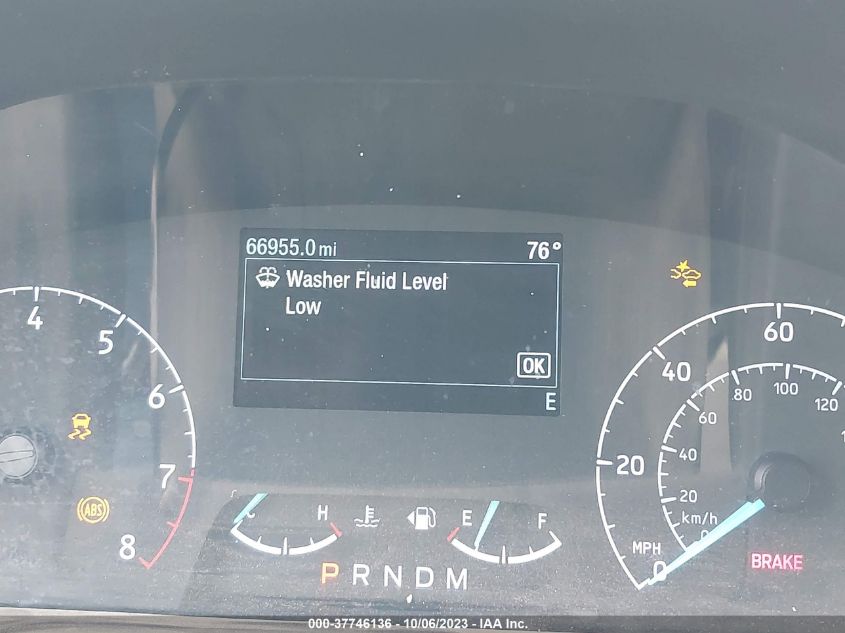 66955.0 mi 76°
Washer Fluid Level
Low
OK
E
4
5
6
7
8
ABS
C H
E F
P R N D M
0 20 40 60
20 40 60 80 100 120
km/h
MPH
BRAKE
000-37746136 - 10/06/2023 - IAA Inc.